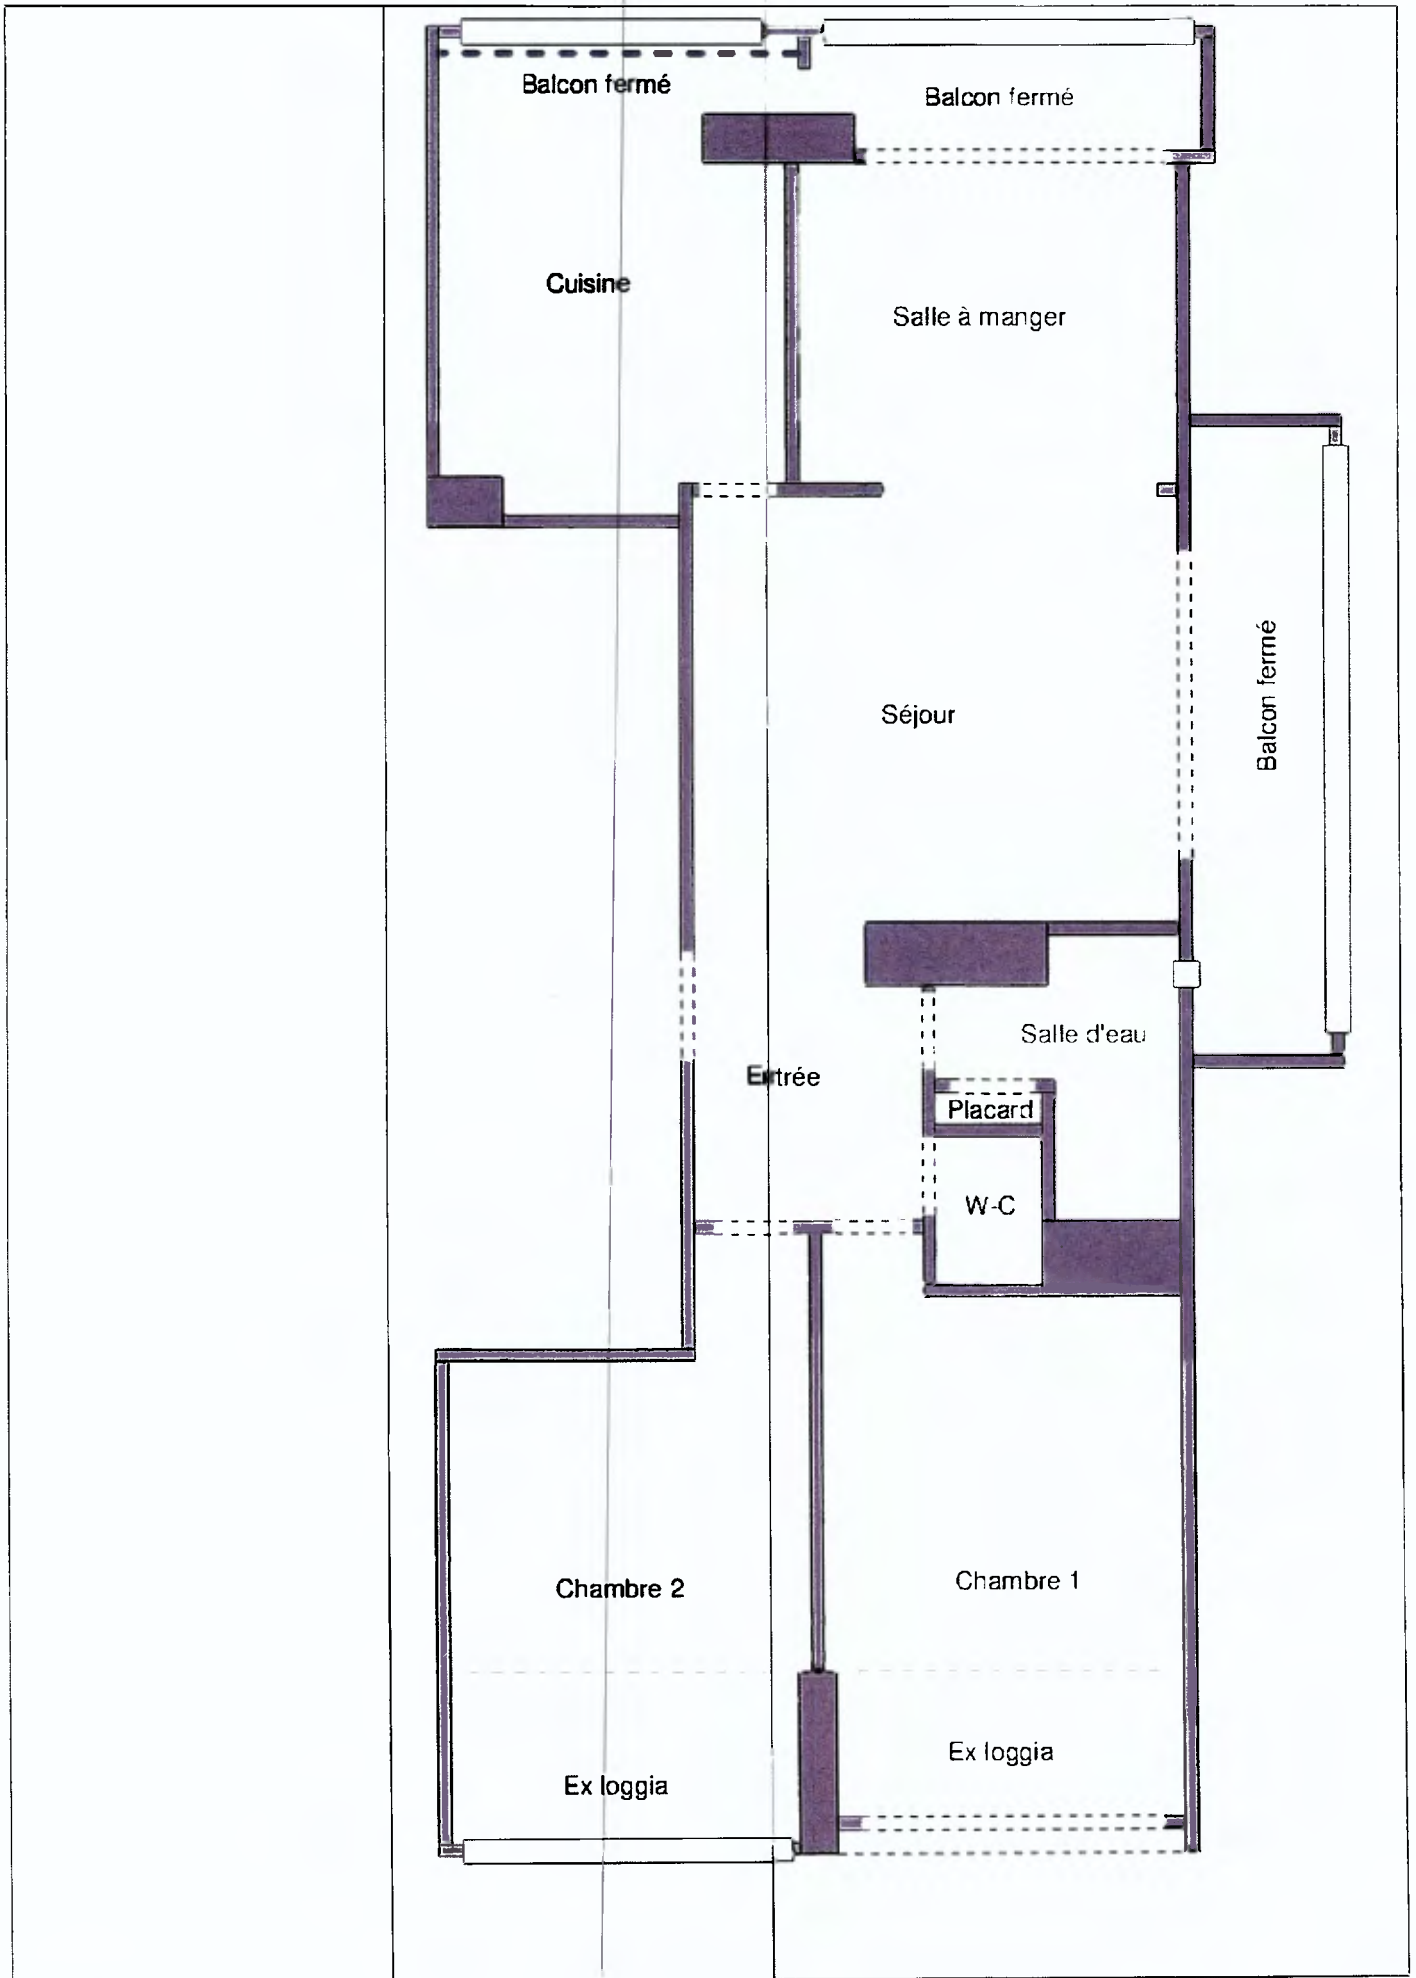 Balcon fermé
Balcon fermé
Cuisine
Salle à manger
Balcon fermé
Séjour
Salle d'eau
Entrée
Placard
W-C
Chambre 2
Chambre 1
Ex loggia
Ex loggia